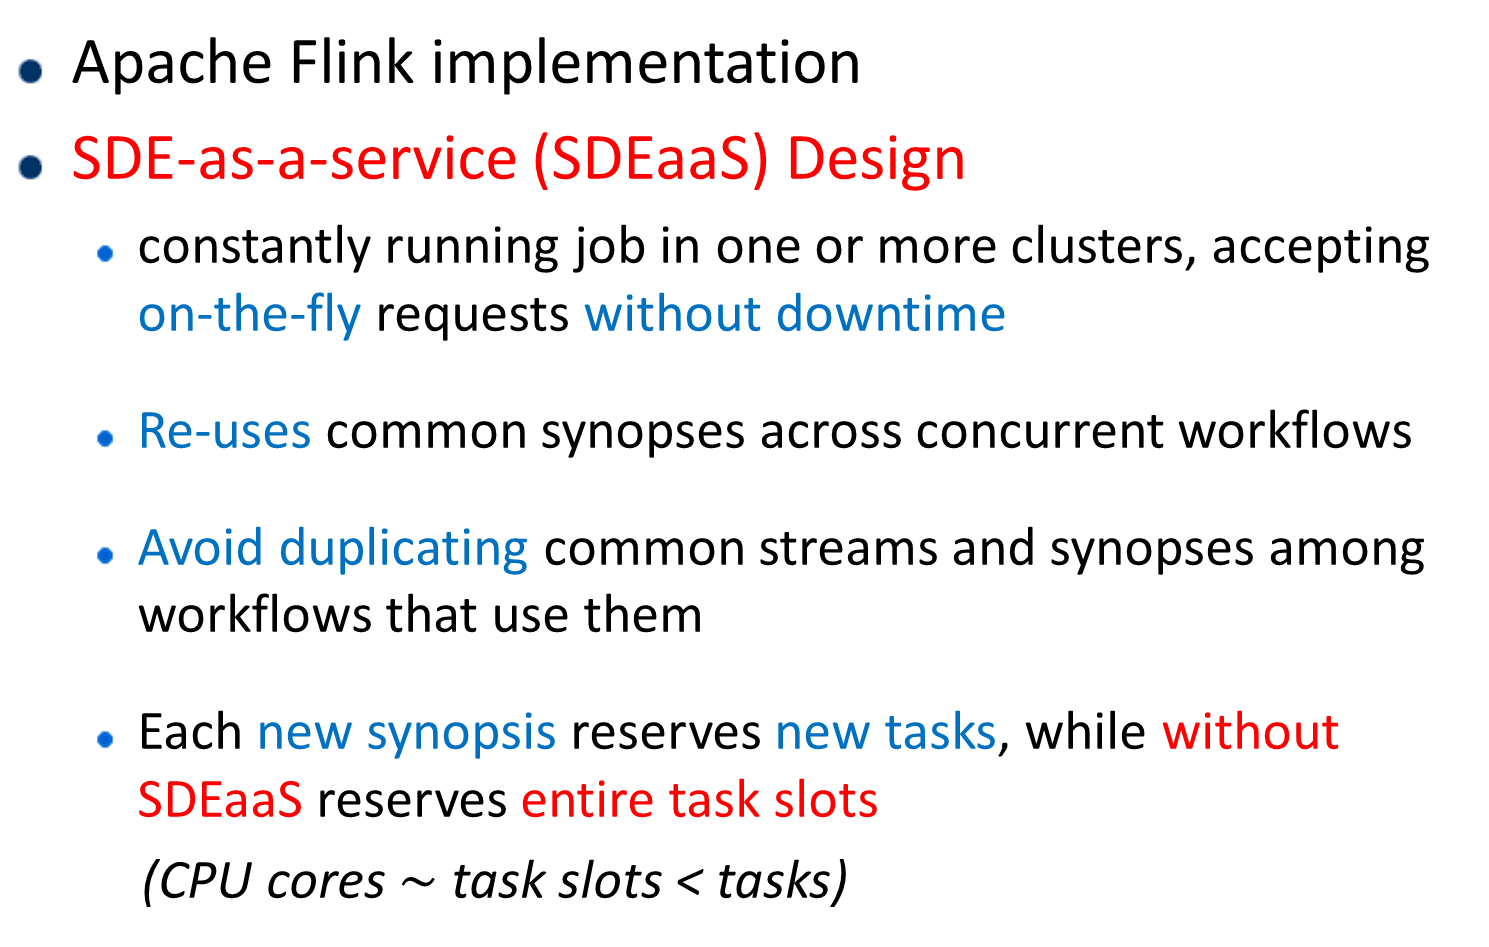 Apache Flink implementation
SDE-as-a-service (SDEaaS) Design
constantly running job in one or more clusters, accepting
on-the-fly requests without downtime
Re-uses common synopses across concurrent workflows
Avoid duplicating common streams and synopses among
workflows that use them
Each new synopsis reserves new tasks, while without
SDEaaS reserves entire task slots
(CPU cores ~ task slots < tasks)